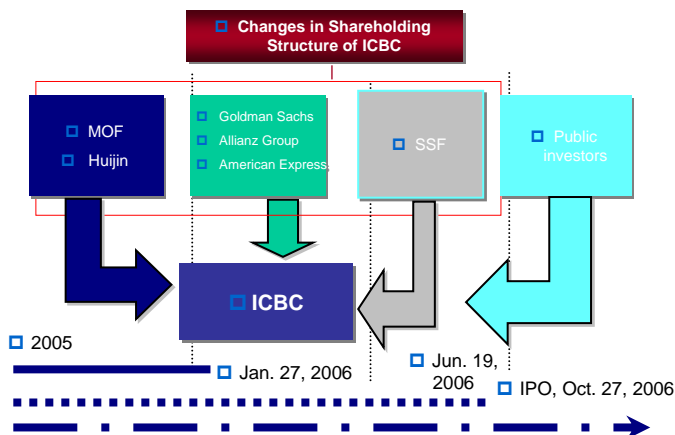 Changes in Shareholding
Structure of ICBC
MOF
Huijin
Goldman Sachs
Allianz Group
American Express
SSF
Public
investors
ICBC
2005
Jan. 27, 2006
Jun. 19,
2006
IPO, Oct. 27, 2006